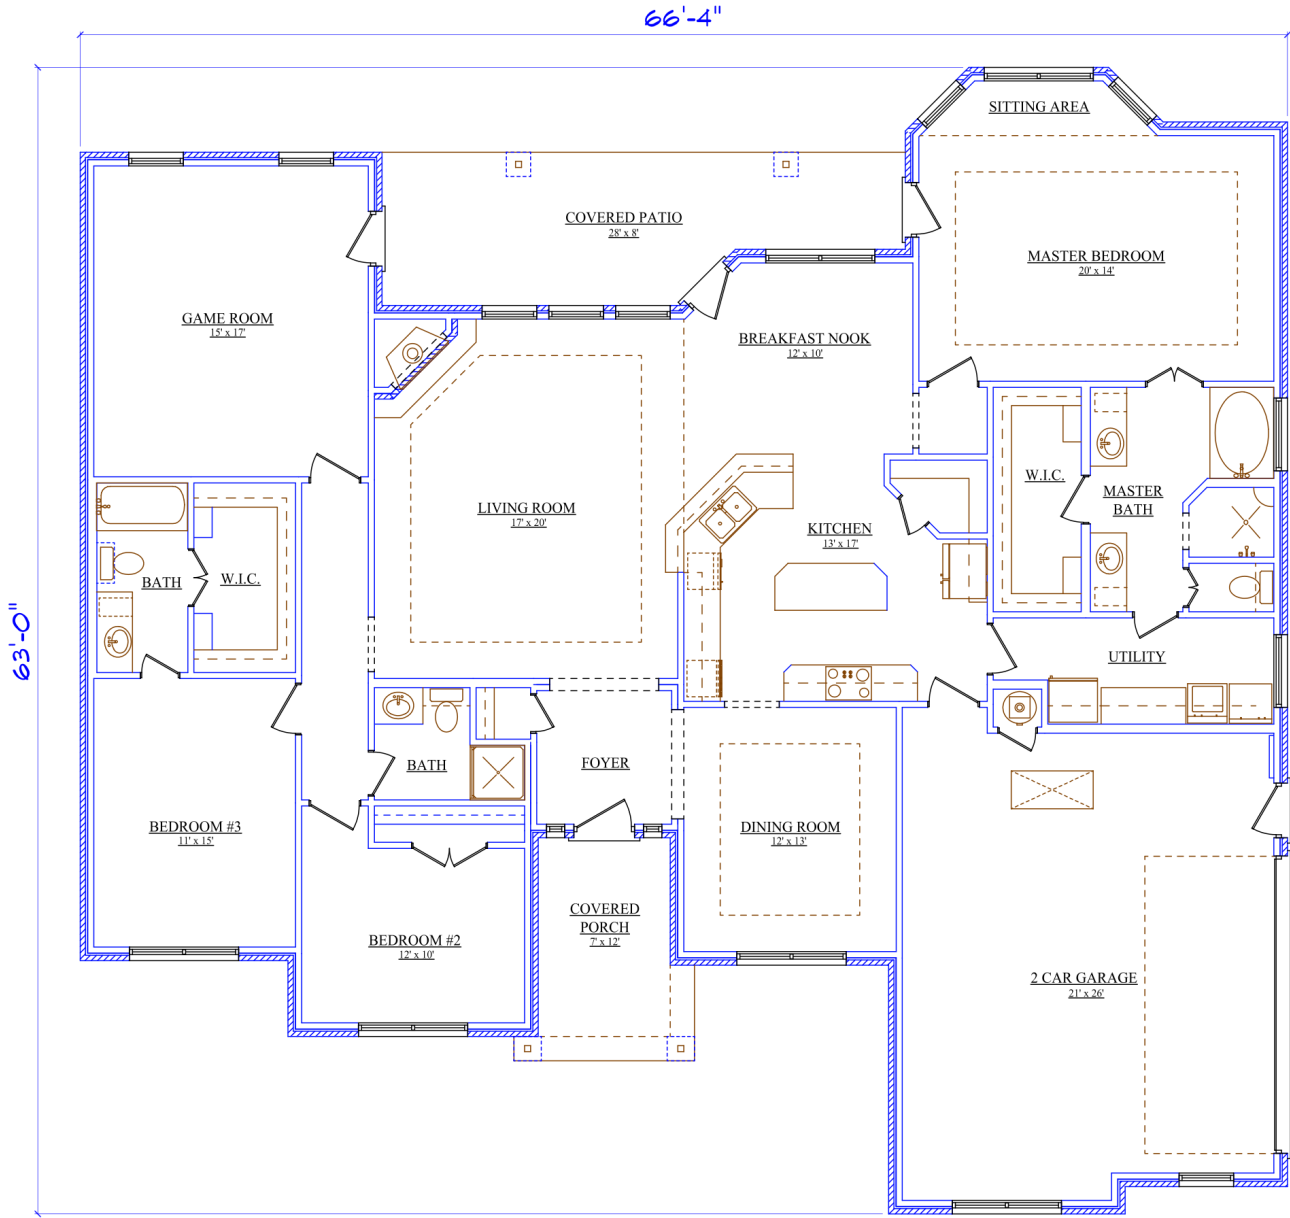 66'-4"
SITTING AREA
COVERED PATIO
28' x 8'
MASTER BEDROOM
20' x 14'
GAME ROOM
15' x 17'
BREAKFAST NOOK
12' x 10'
LIVING ROOM
17' x 20'
W.I.C.
MASTER
BATH
KITCHEN
13' x 17'
BATH
W.I.C.
63'-0"
UTILITY
BATH
FOYER
BEDROOM #3
11' x 15'
DINING ROOM
12' x 13'
COVERED
PORCH
7' x 12'
BEDROOM #2
12' x 10'
2 CAR GARAGE
21' x 26'